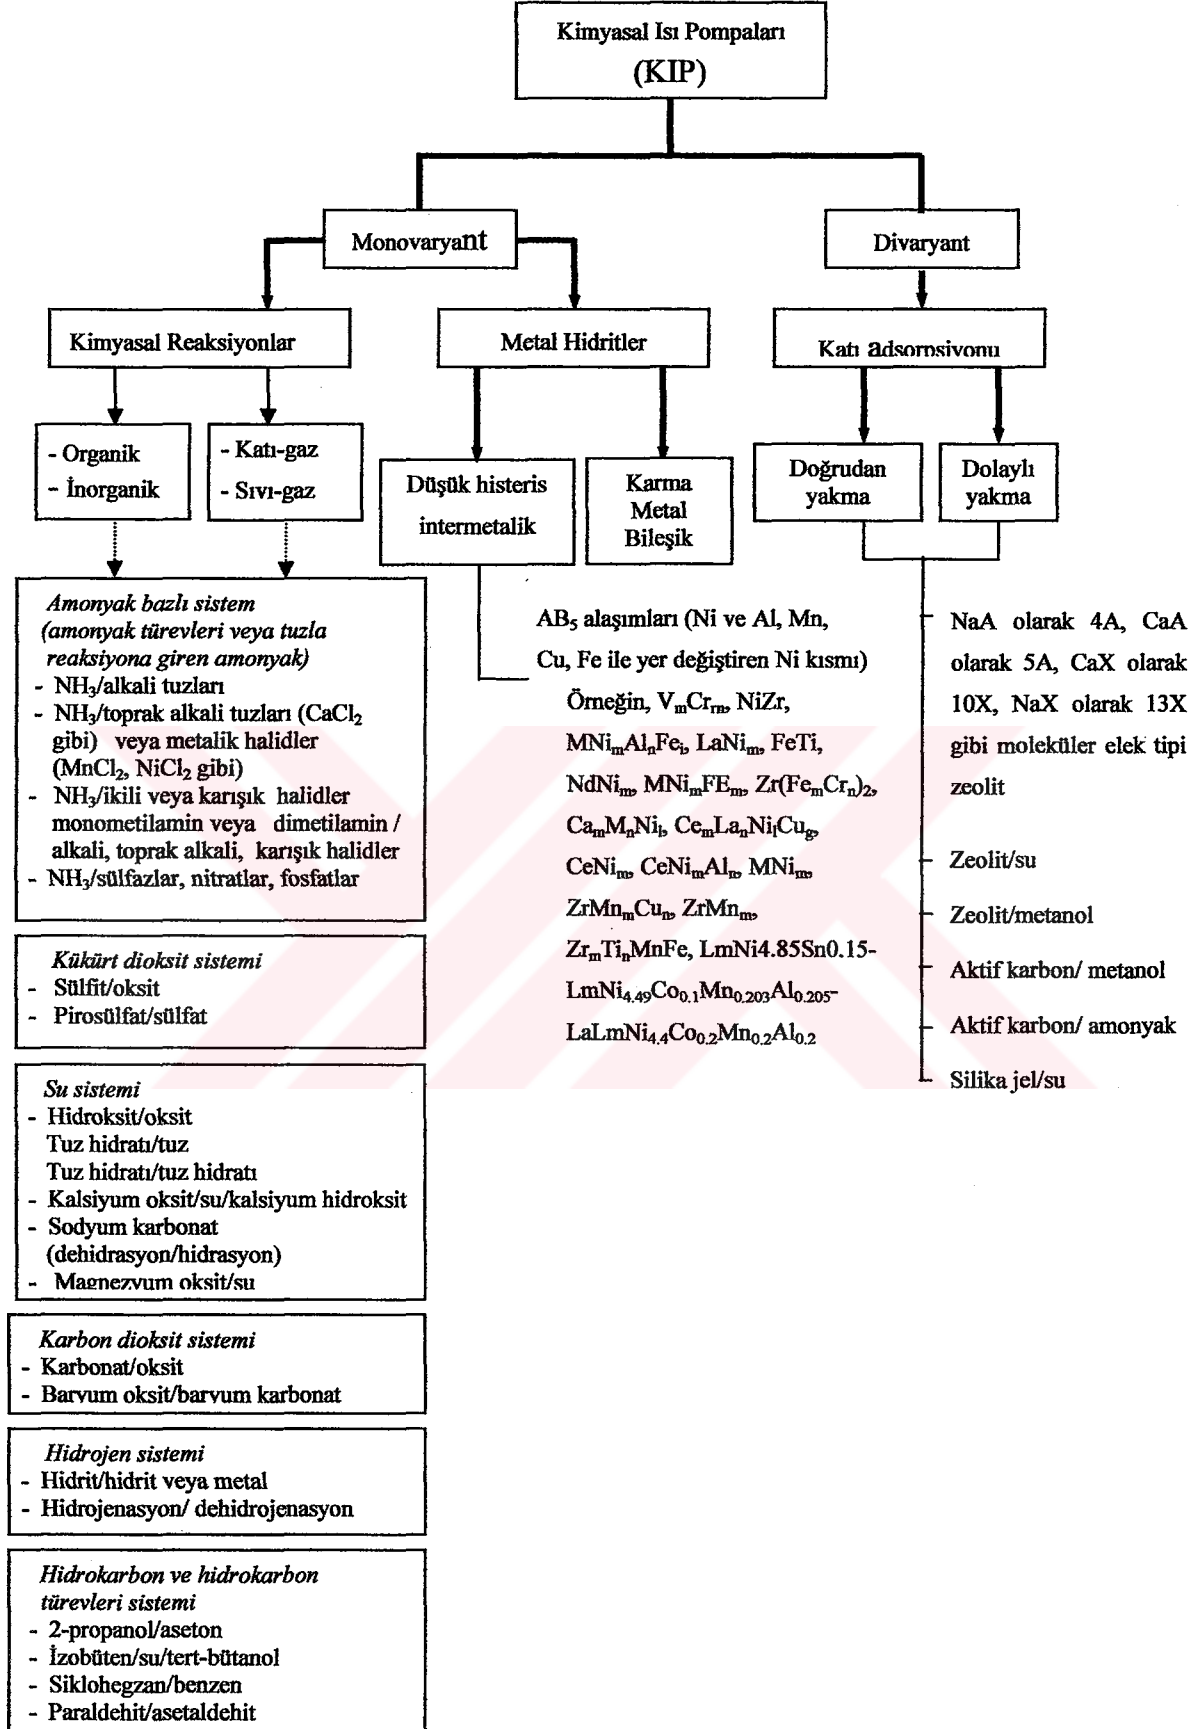 Kimyasal Isı Pompaları
(KIP)
Monovaryant
Divaryant
Kimyasal Reaksiyonlar
Metal Hidritler
Katı adsorpsiyonu
- Organik
- İnorganik
- Katı-gaz
- Sıvı-gaz
Düşük histeris
intermetalik
Karma
Metal
Bileşik
Doğrudan
yakma
Dolaylı
yakma
Amonyak bazlı sistem
(amonyak türevleri veya tuzla
reaksiyona giren amonyak)
- NH₃/alkali tuzları
- NH₃/toprak alkali tuzları (CaCl₂
gibi) veya metalik halidler
(MnCl₂, NiCl₂ gibi)
- NH₃/ikili veya karışık halidler
monometilamin veya dimetilamin /
alkali, toprak alkali, karışık halidler
- NH₃/sülfazlar, nitratlar, fosfatlar
Kükürt dioksit sistemi
- Sülfit/oksit
- Pirosülfat/sülfat
Su sistemi
- Hidroksit/oksit
Tuz hidratı/tuz
Tuz hidratı/tuz hidratı
- Kalsiyum oksit/su/kalsiyum hidroksit
- Sodyum karbonat
(dehidrasyon/hidrasyon)
- Magnezyum oksit/su
Karbon dioksit sistemi
- Karbonat/oksit
- Baryum oksit/baryum karbonat
Hidrojen sistemi
- Hidrit/hidrit veya metal
- Hidrojenasyon/ dehidrojenasyon
Hidrokarbon ve hidrokarbon
türevleri sistemi
- 2-propanol/aseton
- İzobüten/su/tert-bütanol
- Siklohegzan/benzen
- Paraldehit/asetaldehit
AB₅ alaşımları (Ni ve Al, Mn,
Cu, Fe ile yer değiştiren Ni kısmı)
Örneğin, VₘCrₘ, NiZr,
MNiₘAlₙFeᵢ, LaNiₘ, FeTi,
NdNiₘ, MNiₘFEₘ, Zr(FeₘCrₙ)₂,
CaₘMₙNiₗ, CeₘLaₙNiₗCu_g,
CeNiₘ, CeNiₘAlₙ, MNiₘ,
ZrMnₘCuₙ, ZrMnₘ,
ZrₘTiₙMnFe, LmNi4.85Sn0.15-
LmNi₄.₄₉Co₀.₁Mn₀.₂₀₃Al₀.₂₀₅-
LaLmNi₄.₄Co₀.₂Mn₀.₂Al₀.₂
NaA olarak 4A, CaA
olarak 5A, CaX olarak
10X, NaX olarak 13X
gibi moleküler elek tipi
zeolit
Zeolit/su
Zeolit/metanol
Aktif karbon/ metanol
Aktif karbon/ amonyak
Silika jel/su